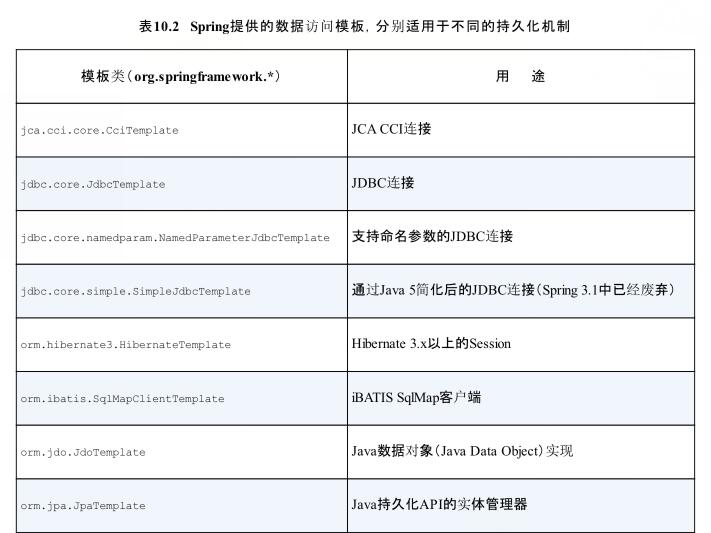 表10.2 Spring提供的数据访问模板，分别适用于不同的持久化机制
模板类（org.springframework.*） 用 途
jca.cci.core.CciTemplate JCA CCI连接
jdbc.core.JdbcTemplate JDBC连接
jdbc.core.namedparam.NamedParameterJdbcTemplate 支持命名参数的JDBC连接
jdbc.core.simple.SimpleJdbcTemplate 通过Java 5简化后的JDBC连接（Spring 3.1中已经废弃）
orm.hibernate3.HibernateTemplate Hibernate 3.x以上的Session
orm.ibatis.SqlMapClientTemplate iBATIS SqlMap客户端
orm.jdo.JdoTemplate Java数据对象（Java Data Object）实现
orm.jpa.JpaTemplate Java持久化API的实体管理器